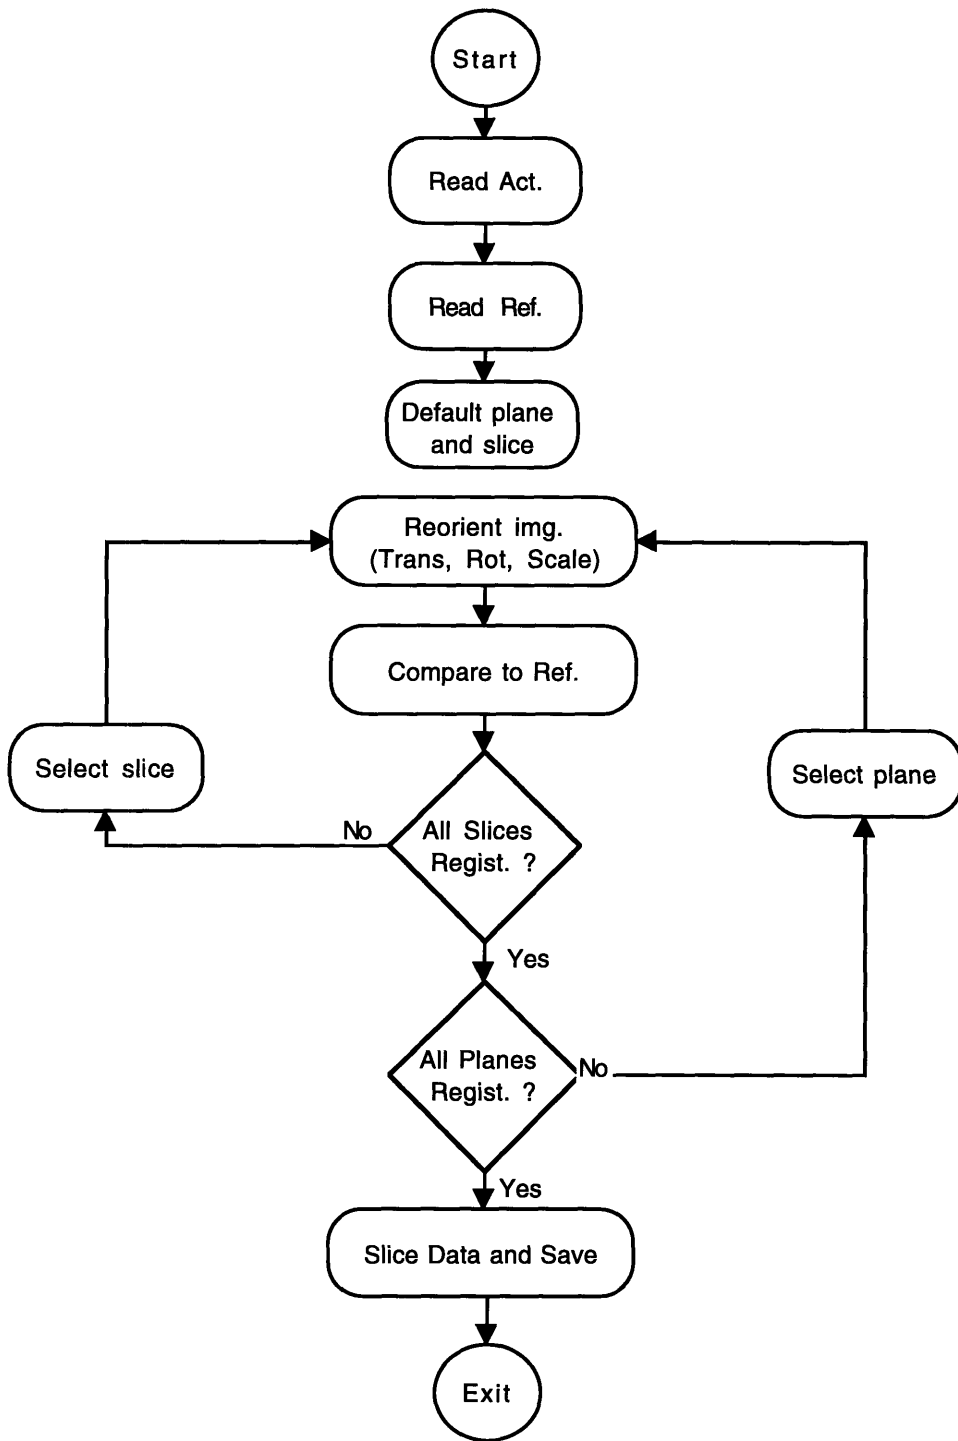 Start
Read Act.
Read Ref.
Default plane
and slice
Reorient img.
(Trans, Rot, Scale)
Compare to Ref.
Select slice
Select plane
No
All Slices
Regist. ?
Yes
All Planes
Regist. ?
No
Yes
Slice Data and Save
Exit